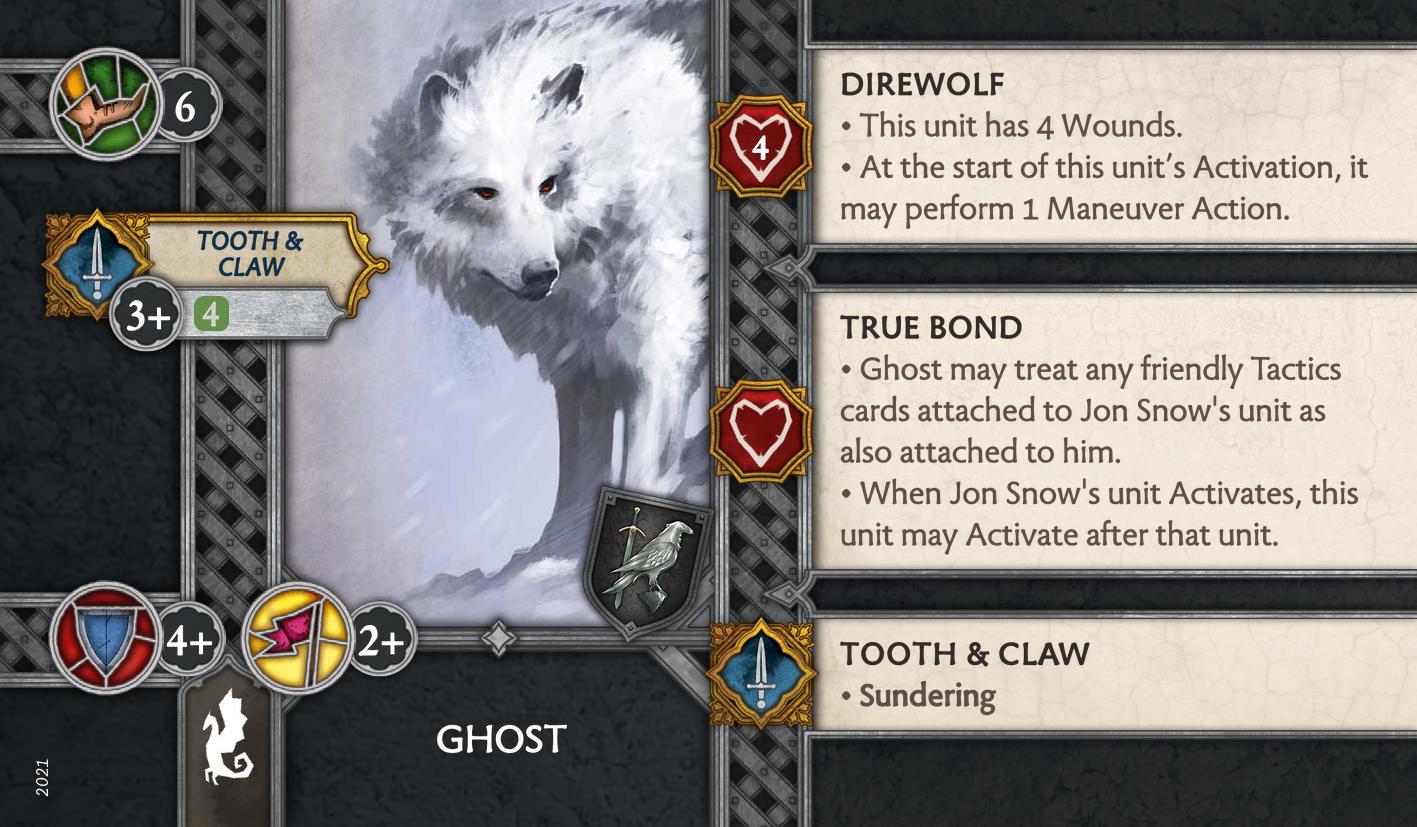 6
TOOTH &
CLAW
3+
4
4+
2+
GHOST
2021
4
DIREWOLF
• This unit has 4 Wounds.
• At the start of this unit’s Activation, it
may perform 1 Maneuver Action.
TRUE BOND
• Ghost may treat any friendly Tactics
cards attached to Jon Snow's unit as
also attached to him.
• When Jon Snow's unit Activates, this
unit may Activate after that unit.
TOOTH & CLAW
• Sundering